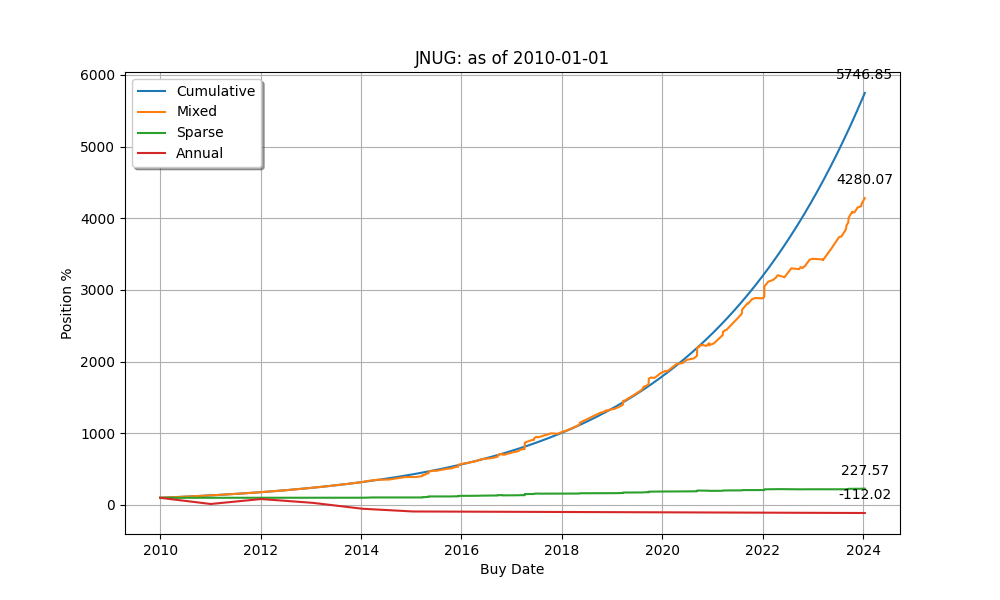 JNUG: as of 2010-01-01
Cumulative
Mixed
Sparse
Annual
5746.85
4280.07
227.57
-112.02
6000
5000
4000
3000
2000
1000
0
Position %
2010 2012 2014 2016 2018 2020 2022 2024
Buy Date